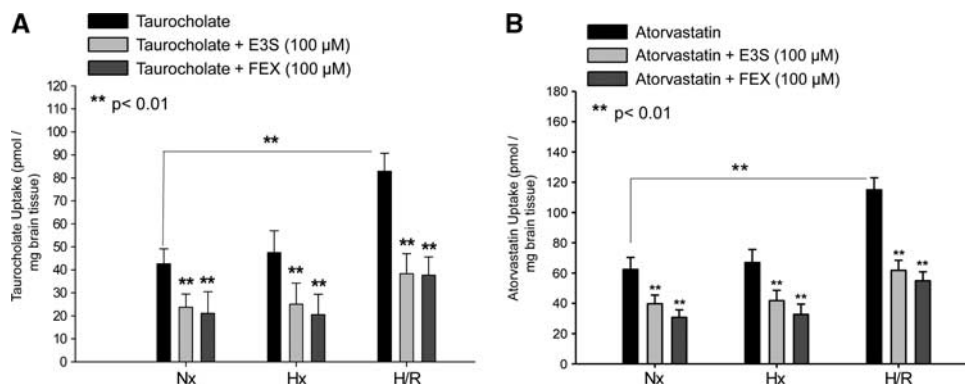 A
Taurocholate
Taurocholate + E3S (100 µM)
Taurocholate + FEX (100 µM)
** p< 0.01
Taurocholate Uptake (pmol /
mg brain tissue)
120
110
100
90
80
70
60
50
40
30
20
10
0
**
** **
** **
** **
Nx Hx H/R
B
Atorvastatin
Atorvastatin + E3S (100 µM)
Atorvastatin + FEX (100 µM)
** p< 0.01
Atorvastatin Uptake (pmol /
mg brain tissue)
180
160
140
120
100
80
60
40
20
0
**
** **
** **
** **
Nx Hx H/R